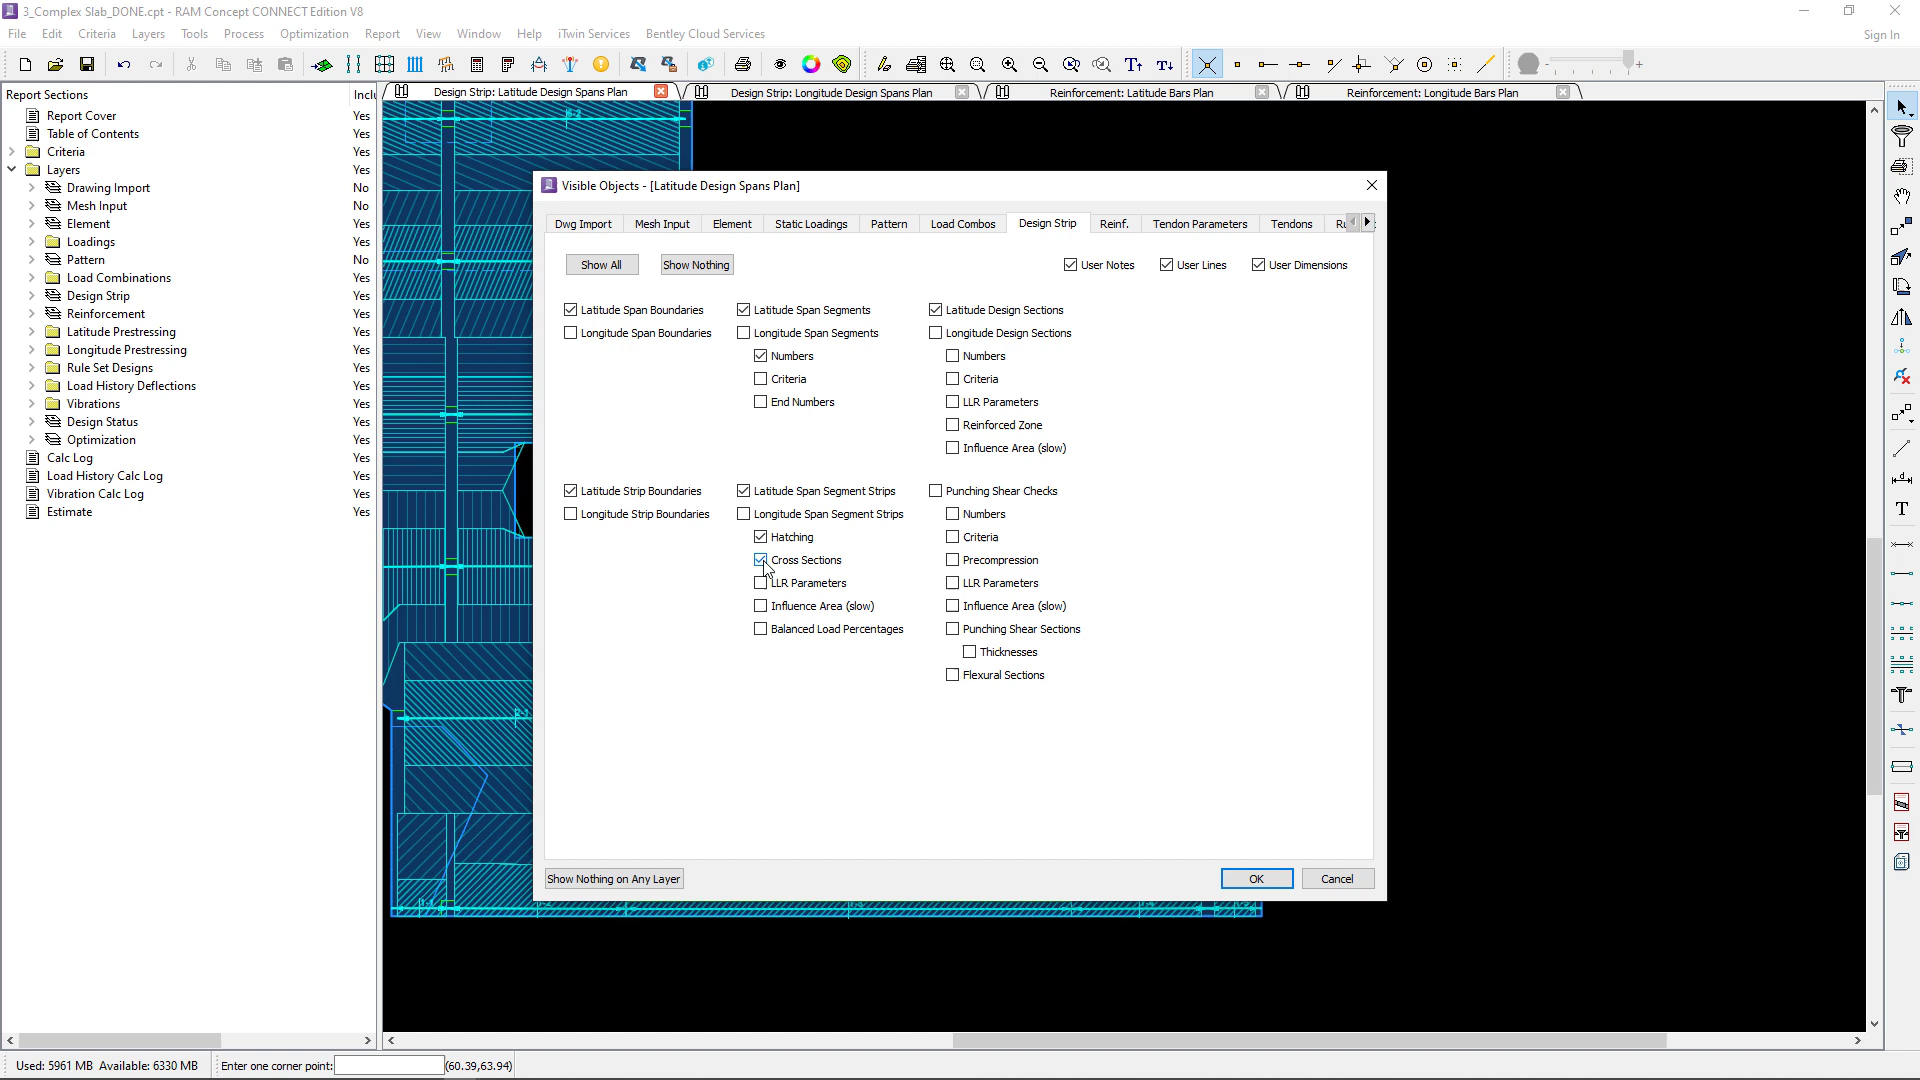 3_Complex Slab_DONE.cpt - RAM Concept CONNECT Edition V8
File Edit Criteria Layers Tools Process Optimization Report View Window Help iTwin Services Bentley Cloud Services
Sign In
Report Sections Inclu
Design Strip: Latitude Design Spans Plan
Design Strip: Longitude Design Spans Plan
Reinforcement: Latitude Bars Plan
Reinforcement: Longitude Bars Plan
Report Cover Yes
Table of Contents Yes
Criteria Yes
Layers Yes
Drawing Import No
Mesh Input No
Element Yes
Loadings Yes
Pattern No
Load Combinations Yes
Design Strip Yes
Reinforcement Yes
Latitude Prestressing Yes
Longitude Prestressing Yes
Rule Set Designs Yes
Load History Deflections Yes
Vibrations Yes
Design Status Yes
Optimization Yes
Calc Log Yes
Load History Calc Log Yes
Vibration Calc Log Yes
Estimate Yes
6-2
2-1
1-1
Visible Objects - [Latitude Design Spans Plan]
Dwg Import Mesh Input Element Static Loadings Pattern Load Combos Design Strip Reinf. Tendon Parameters Tendons
Show All Show Nothing User Notes User Lines User Dimensions
Latitude Span Boundaries Latitude Span Segments Latitude Design Sections
Longitude Span Boundaries Longitude Span Segments Longitude Design Sections
Numbers Numbers
Criteria Criteria
End Numbers LLR Parameters
Reinforced Zone
Influence Area (slow)
Latitude Strip Boundaries Latitude Span Segment Strips Punching Shear Checks
Longitude Strip Boundaries Longitude Span Segment Strips Numbers
Hatching Criteria
Cross Sections Precompression
LLR Parameters LLR Parameters
Influence Area (slow) Influence Area (slow)
Balanced Load Percentages Punching Shear Sections
Thicknesses
Flexural Sections
Show Nothing on Any Layer OK Cancel
Used: 5961 MB Available: 6330 MB Enter one corner point: (60.39,63.94)